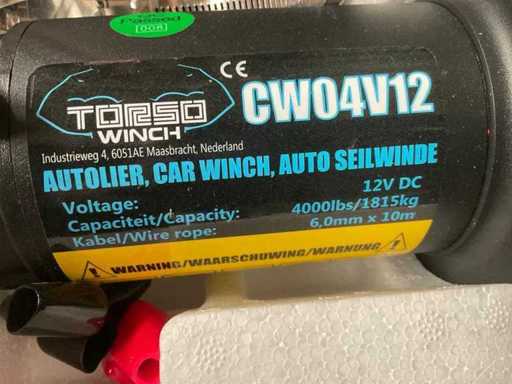 Passed
[008]
TORSO
WINCH
CE
CW04V12
Industrieweg 4, 6051AE Maasbracht, Nederland
AUTOLIER, CAR WINCH, AUTO SEILWINDE
Voltage: 12V DC
Capaciteit/Capacity: 4000lbs/1815kg
Kabel/Wire rope: 6,0mm x 10m
WARNING/WAARSCHUWING/WARNUNG